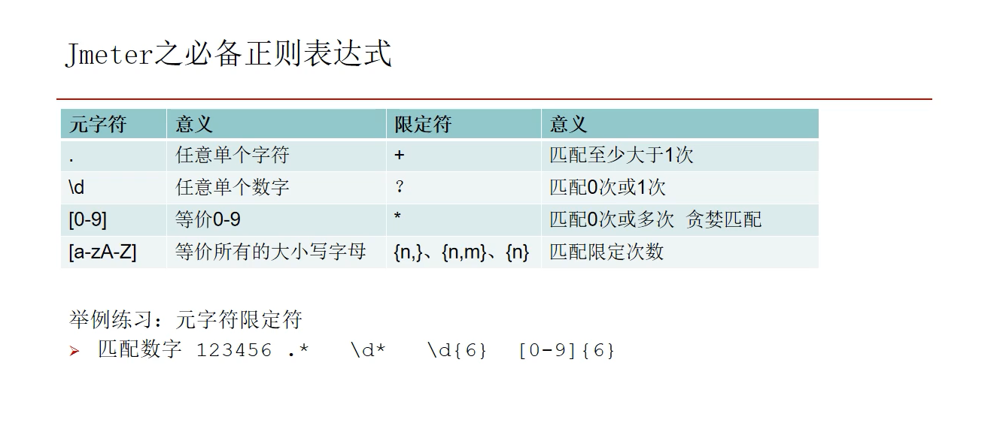 Jmeter之必备正则表达式
元字符 意义 限定符 意义
. 任意单个字符 + 匹配至少大于1次
\d 任意单个数字 ？ 匹配0次或1次
[0-9] 等价0-9 * 匹配0次或多次 贪婪匹配
[a-zA-Z] 等价所有的大小写字母 {n,}、{n,m}、{n} 匹配限定次数
举例练习：元字符限定符
➢ 匹配数字 123456 .* \d* \d{6} [0-9]{6}